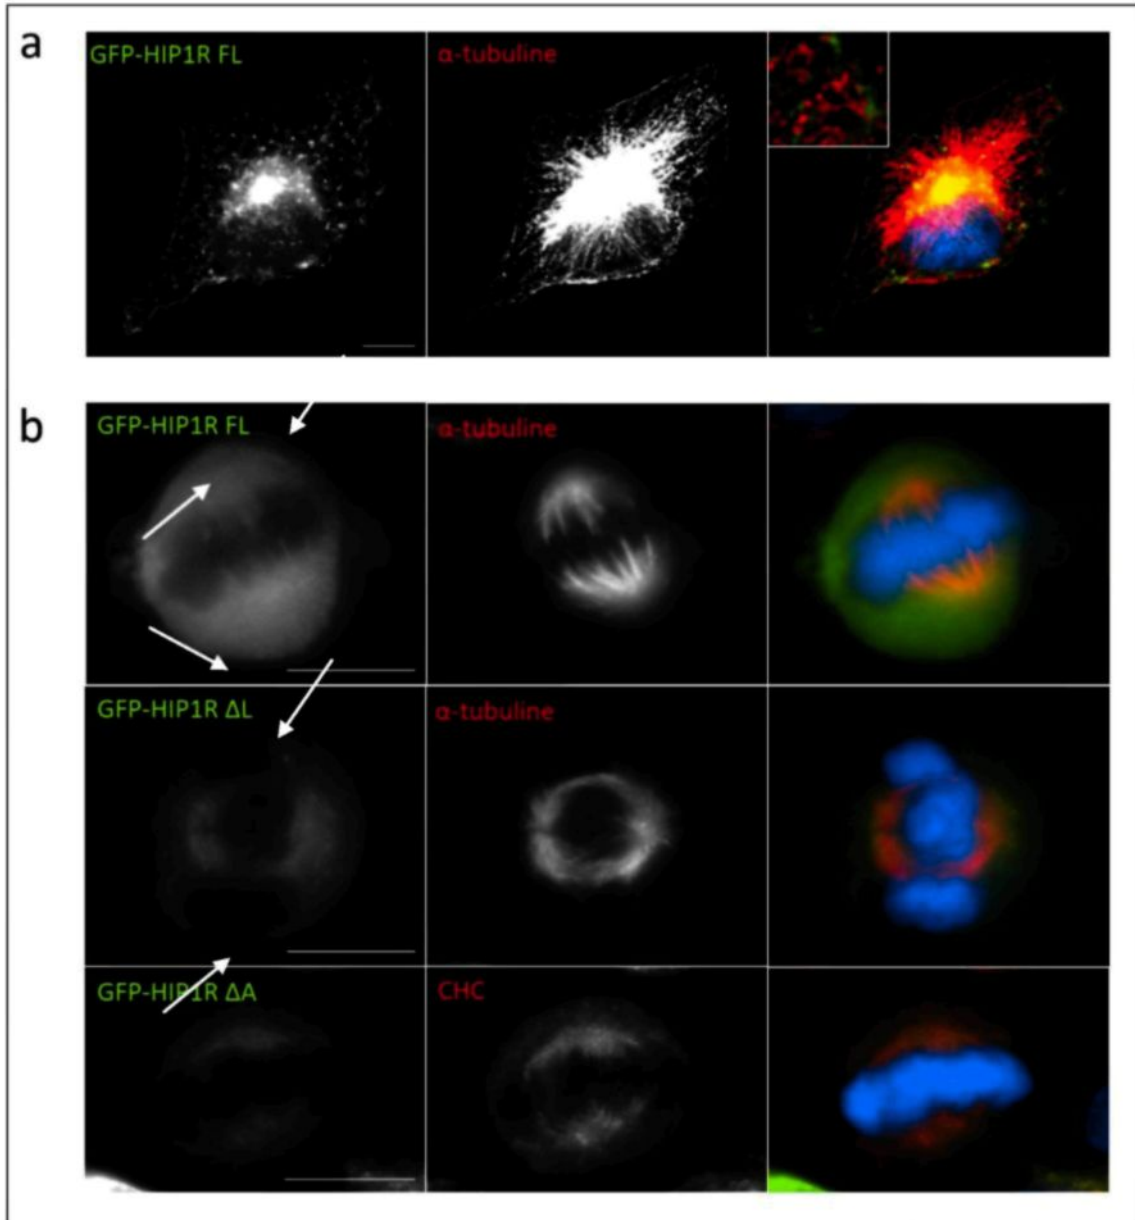 a
GFP-HIP1R FL
α-tubuline
b
GFP-HIP1R FL
α-tubuline
GFP-HIP1R ΔL
α-tubuline
GFP-HIP1R ΔA
CHC